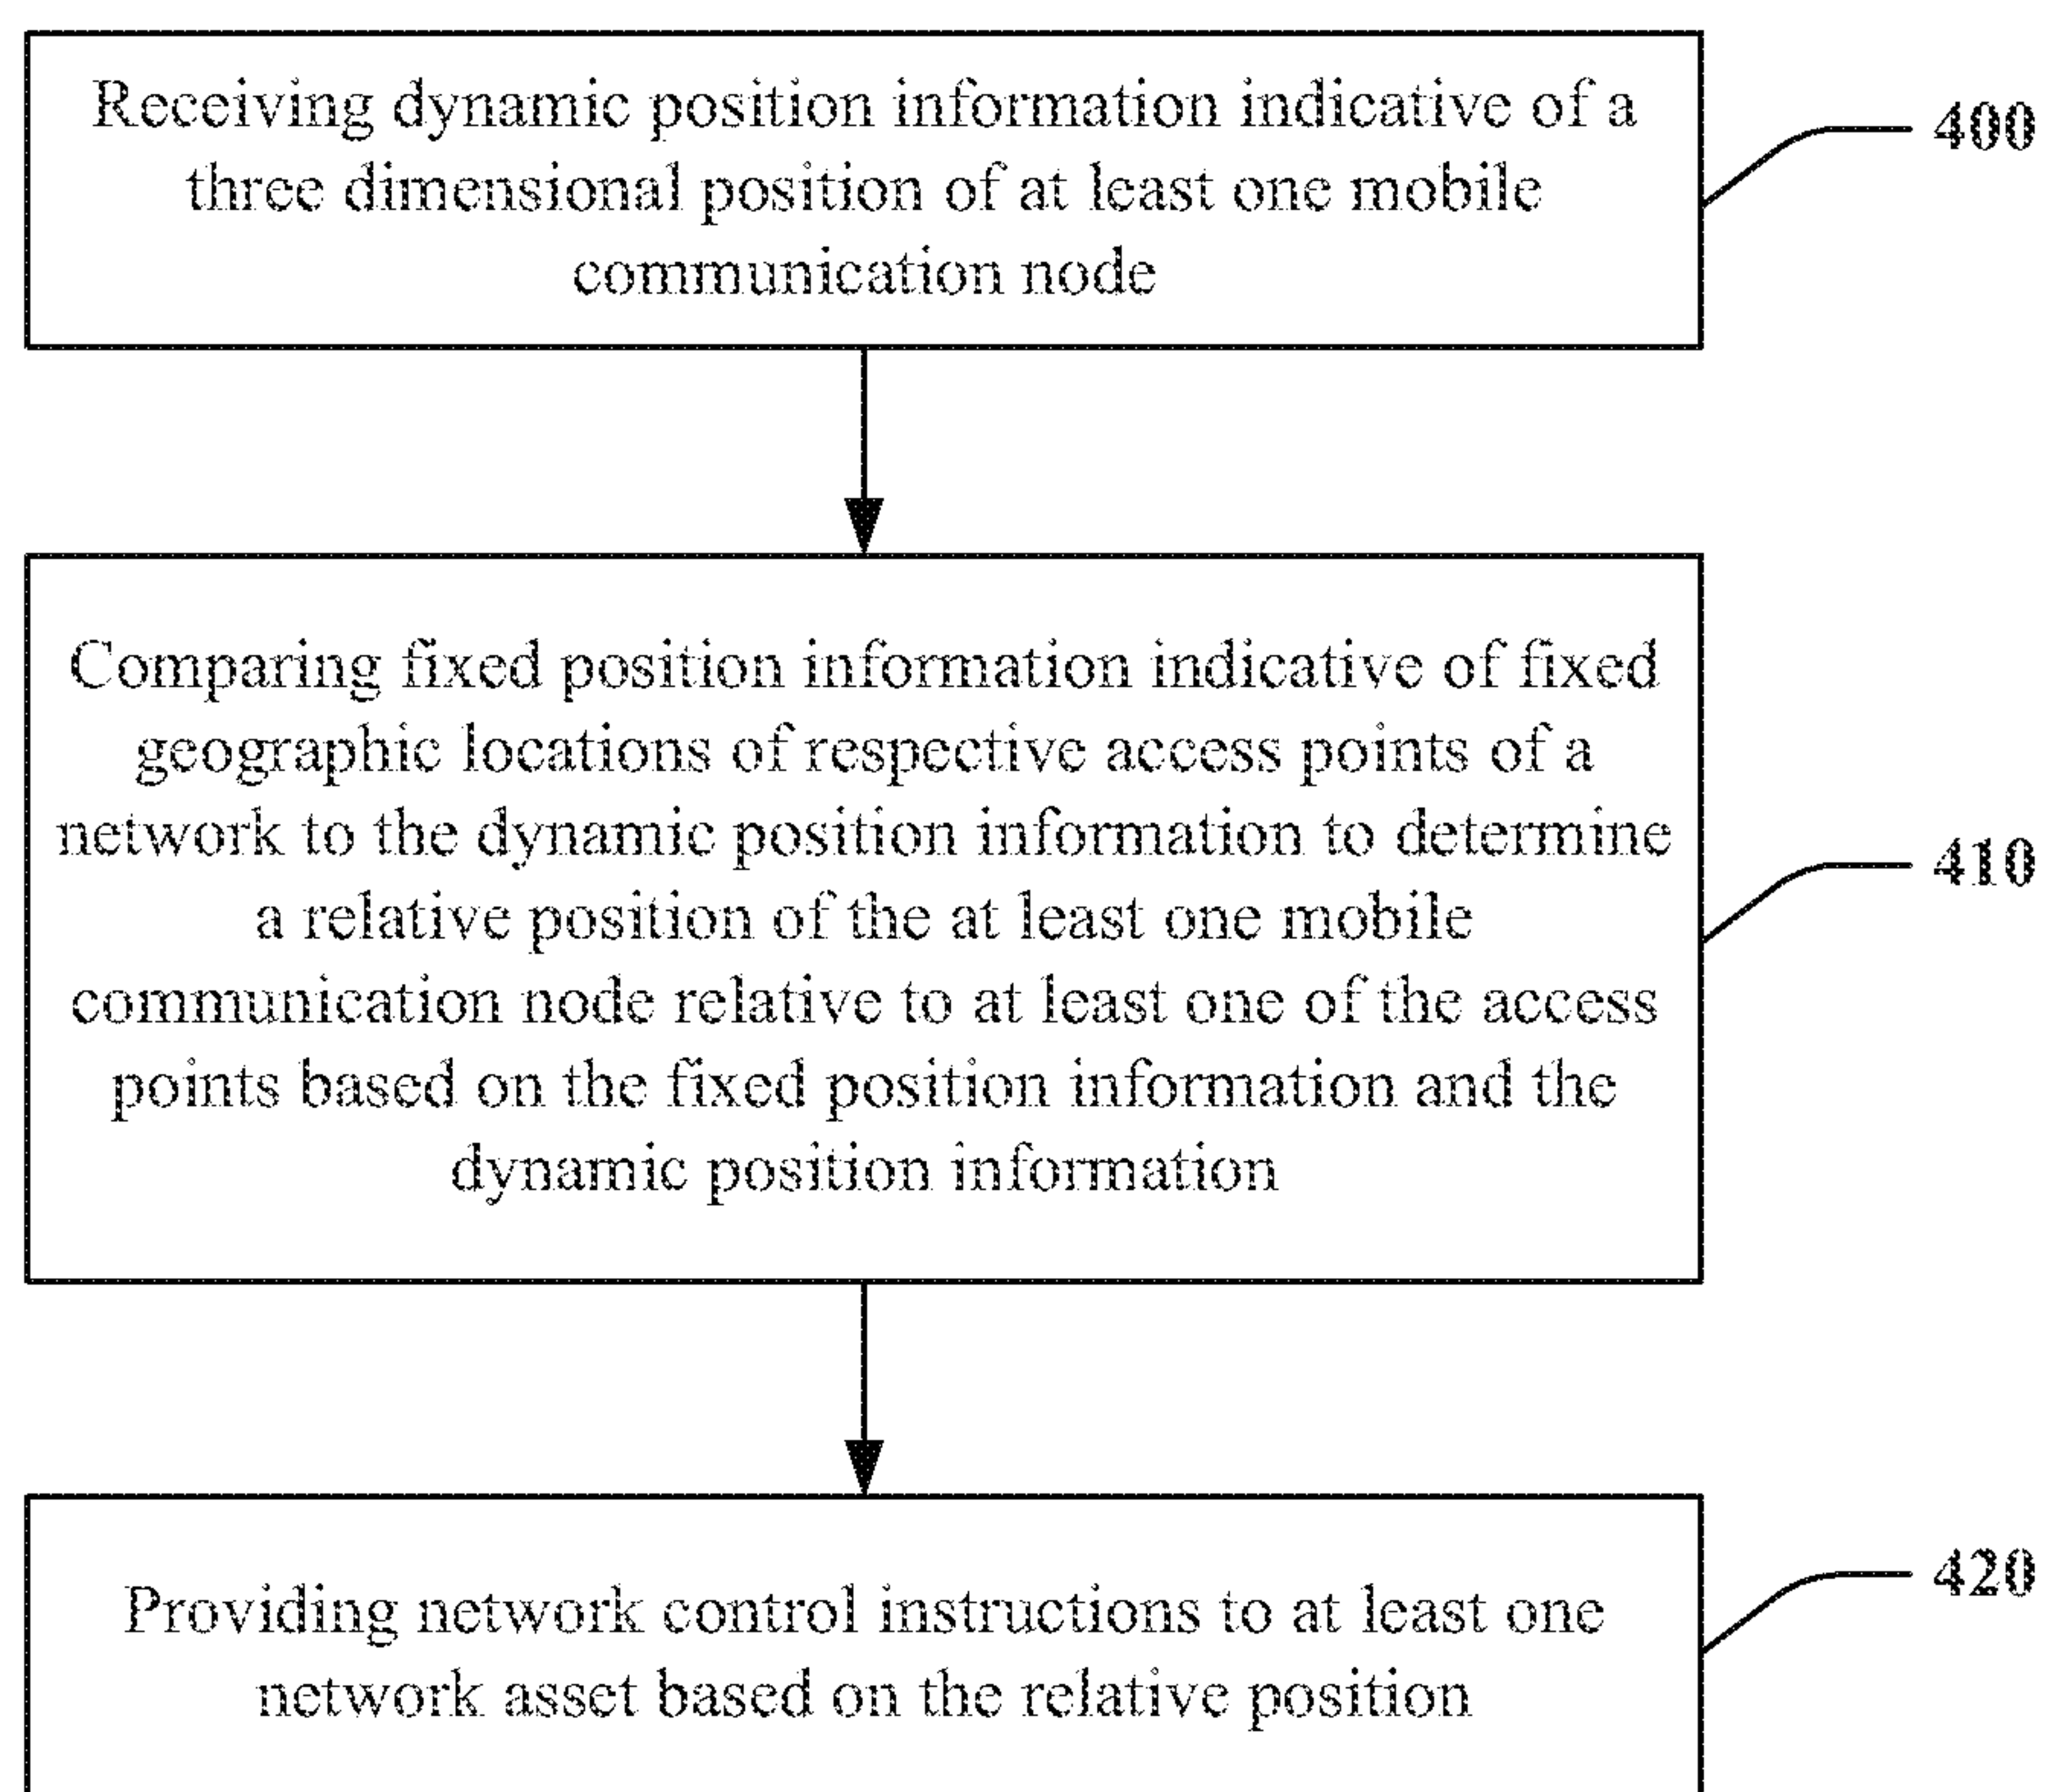 Receiving dynamic position information indicative of a
three dimensional position of at least one mobile
communication node
400
Comparing fixed position information indicative of fixed
geographic locations of respective access points of a
network to the dynamic position information to determine
a relative position of the at least one mobile
communication node relative to at least one of the access
points based on the fixed position information and the
dynamic position information
410
Providing network control instructions to at least one
network asset based on the relative position
420